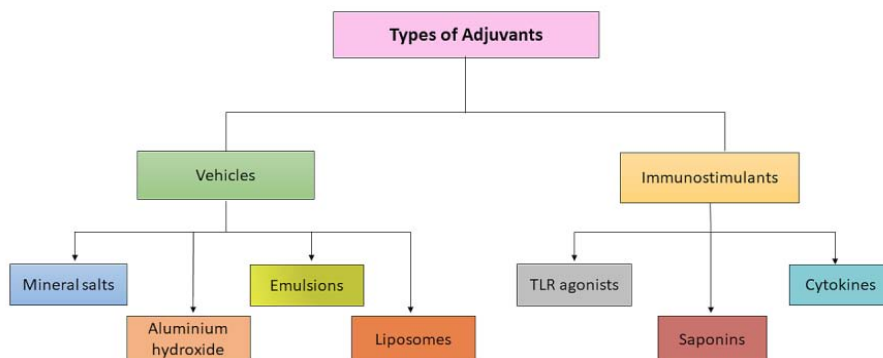 Types of Adjuvants
Vehicles
Immunostimulants
Mineral salts
Emulsions
TLR agonists
Cytokines
Aluminium
hydroxide
Liposomes
Saponins